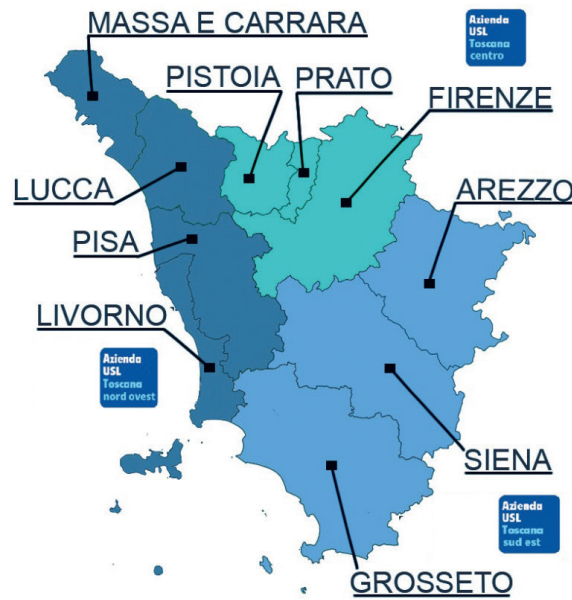 MASSA E CARRARA
Azienda
USL
Toscana
centro
PISTOIA
PRATO
FIRENZE
LUCCA
AREZZO
PISA
LIVORNO
Azienda
USL
Toscana
nord ovest
SIENA
Azienda
USL
Toscana
sud est
GROSSETO